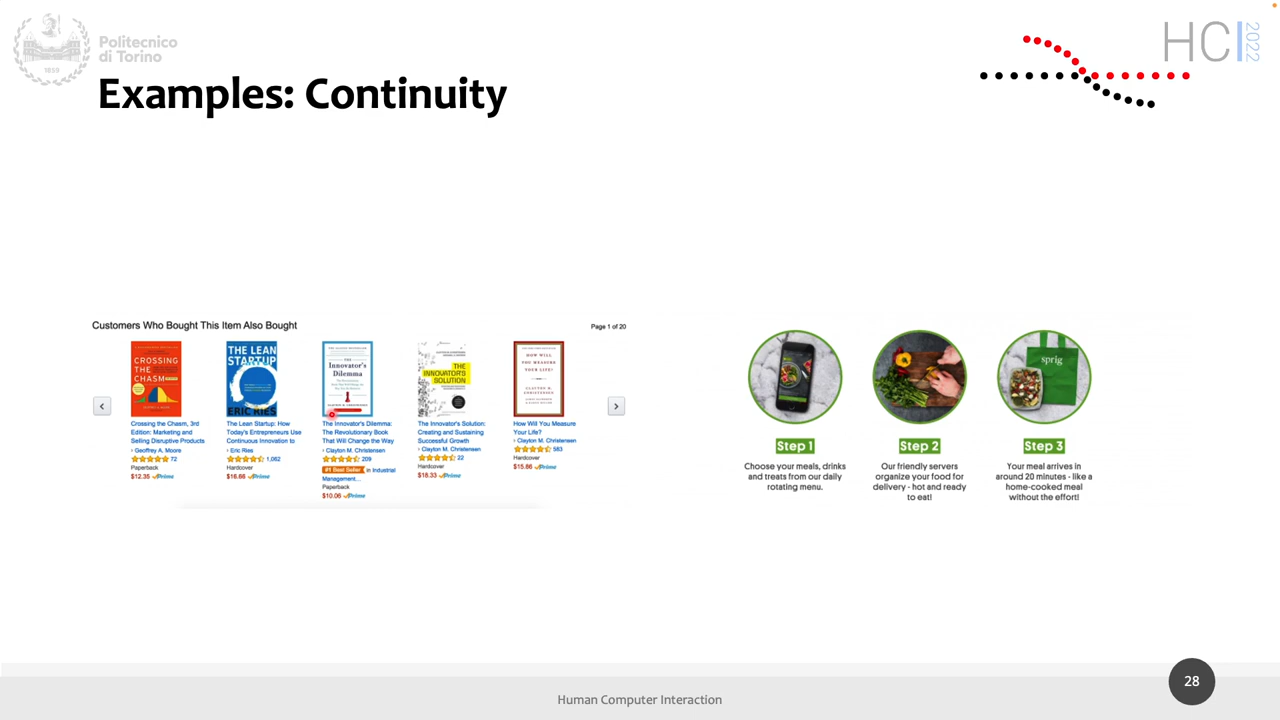 Politecnico
di Torino
1859
HCI 2022
Examples: Continuity
Customers Who Bought This Item Also Bought
Page 1 of 20
CROSSING
THE
CHASM
Crossing the Chasm, 3rd
Edition: Marketing and
Selling Disruptive Products
› Geoffrey A. Moore
72
Paperback
$12.35 Prime
THE LEAN
STARTUP
ERIC RIES
The Lean Startup: How
Today's Entrepreneurs Use
Continuous Innovation to
› Eric Ries
1,062
Hardcover
$16.66 Prime
THE
Innovator's
Dilemma
The Innovator's Dilemma:
The Revolutionary Book
That Will Change the Way
› Clayton M. Christensen
209
#1 Best Seller in Industrial
Management...
Paperback
$10.06 Prime
THE
INNOVATOR'S
SOLUTION
The Innovator's Solution:
Creating and Sustaining
Successful Growth
› Clayton M. Christensen
22
Hardcover
$18.33 Prime
HOW WILL
YOU MEASURE
YOUR LIFE?
How Will You Measure
Your Life?
› Clayton M. Christensen
583
Hardcover
$15.86 Prime
sprig
Step 1
Choose your meals, drinks
and treats from our daily
rotating menu.
Step 2
Our friendly servers
organize your food for
delivery - hot and ready
to eat!
Step 3
Your meal arrives in
around 20 minutes - like a
home-cooked meal
without the effort!
Human Computer Interaction
28